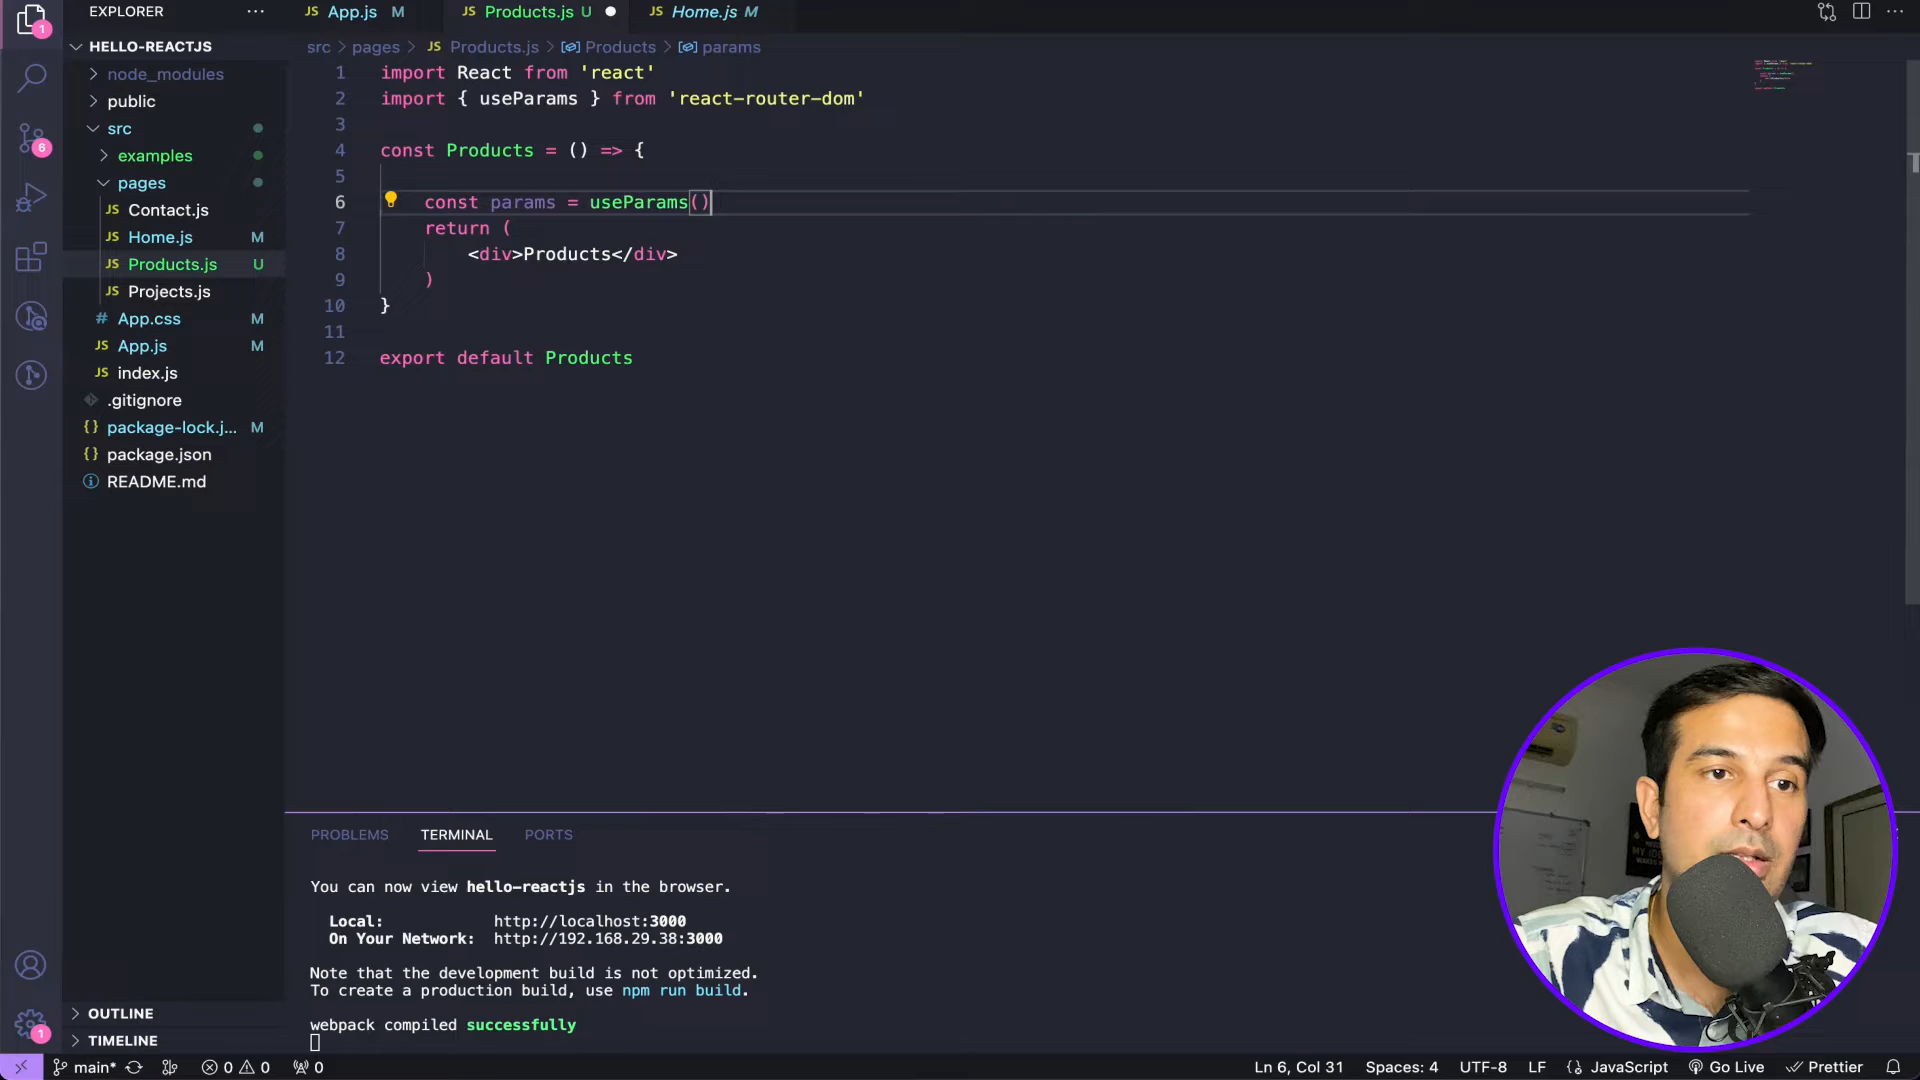 EXPLORER
HELLO-REACTJS
node_modules
public
src
examples
pages
JS Contact.js
JS Home.js M
JS Products.js U
JS Projects.js
# App.css M
JS App.js M
JS index.js
.gitignore
{} package-lock.j... M
{} package.json
README.md
OUTLINE
TIMELINE
JS App.js M
JS Products.js U
JS Home.js M
src > pages > JS Products.js > Products > params
1 import React from 'react'
2 import { useParams } from 'react-router-dom'
3
4 const Products = () => {
5
6 const params = useParams()
7 return (
8 <div>Products</div>
9 )
10 }
11
12 export default Products
PROBLEMS TERMINAL PORTS
You can now view hello-reactjs in the browser.
Local: http://localhost:3000
On Your Network: http://192.168.29.38:3000
Note that the development build is not optimized.
To create a production build, use npm run build.
webpack compiled successfully
1
6
1
main* 0 0 0
Ln 6, Col 31 Spaces: 4 UTF-8 LF {} JavaScript Go Live Prettier